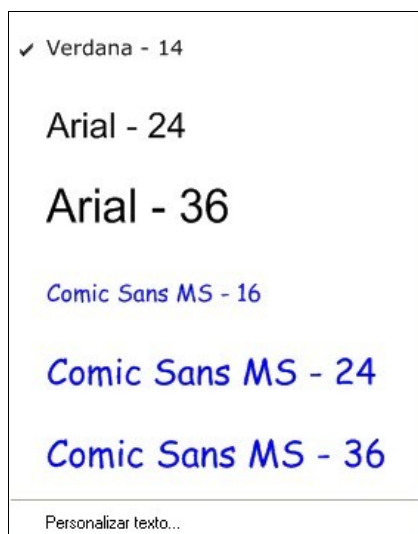 Verdana - 14
Arial - 24
Arial - 36
Comic Sans MS - 16
Comic Sans MS - 24
Comic Sans MS - 36
Personalizar texto...